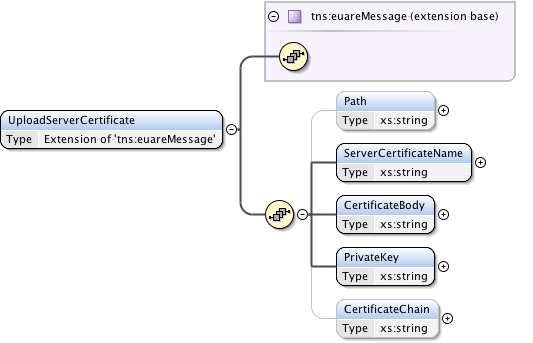 tns:euareMessage (extension base)
UploadServerCertificate
Type Extension of 'tns:euareMessage'
Path
Type xs:string
ServerCertificateName
Type xs:string
CertificateBody
Type xs:string
PrivateKey
Type xs:string
CertificateChain
Type xs:string